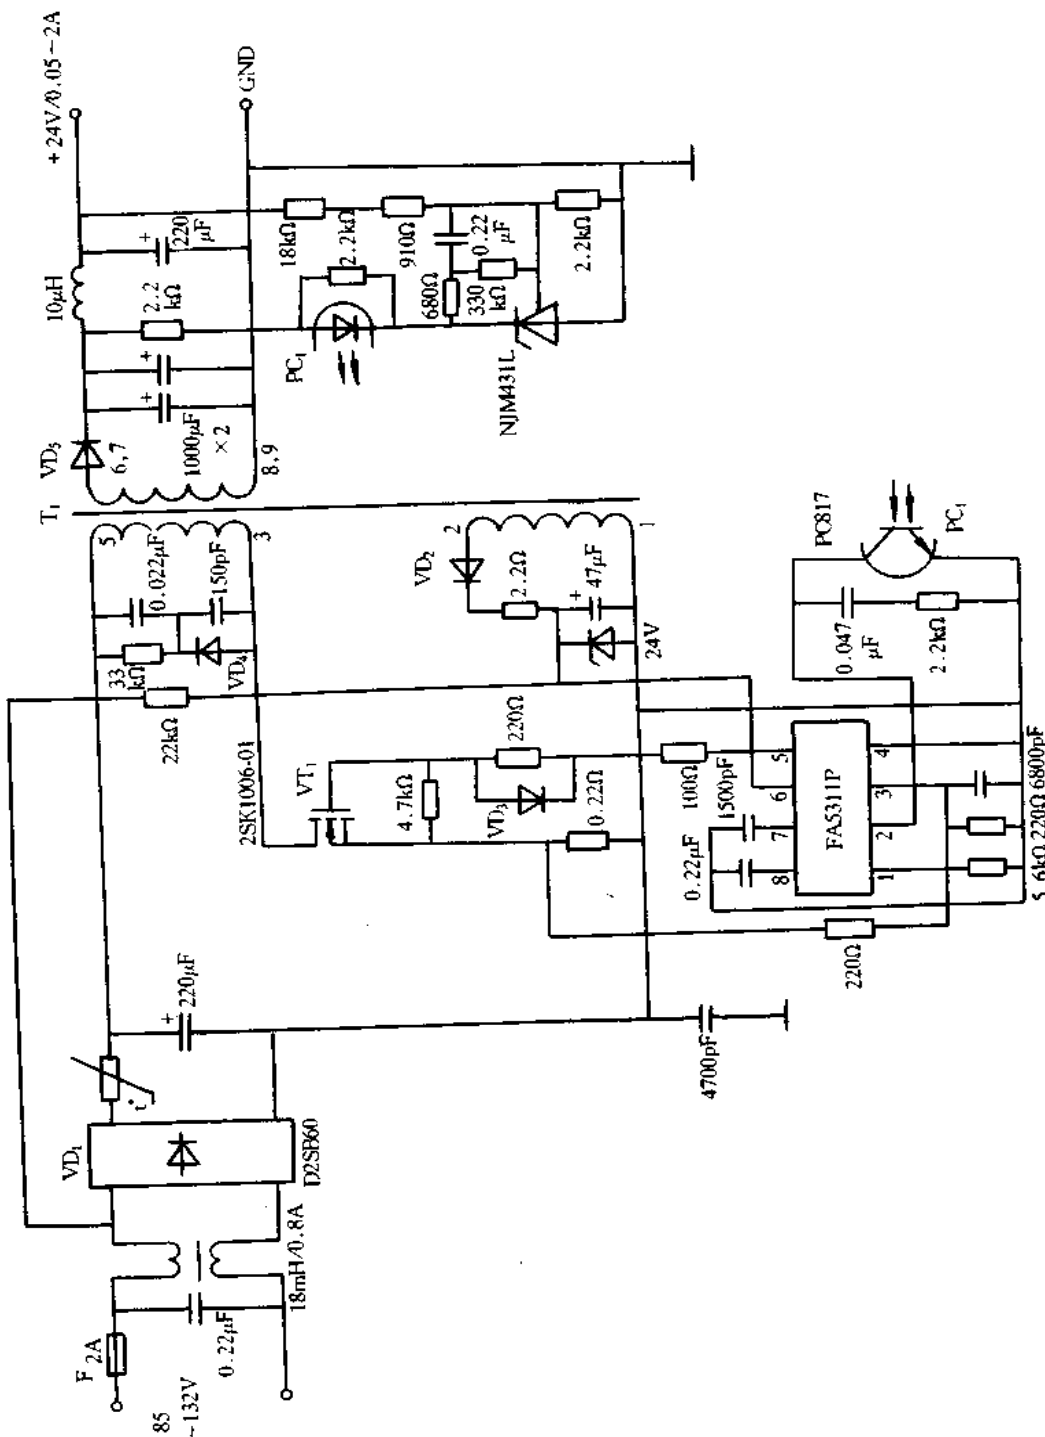 F 2A
85
~132V
0.22μF
18mH/0.8A
VD₁
D2SB60
t°
220μF
4700pF
22kΩ
33
kΩ
0.022μF
150pF
VD₄
5
3
T₁
VD₅
6,7
8,9
1000μF
×2
2.2
kΩ
10μH
220
μF
+24V/0.05~2A
GND
2SK1006-01
VT₁
4.7kΩ
220Ω
VD₃
0.22Ω
100Ω
VD₂
2
1
2.2Ω
47μF
24V
PC₁
18kΩ
2.2kΩ
910Ω
680Ω
0.22
μF
330
kΩ
2.2kΩ
NJM431L
0.22μF
1500pF
8
7
6
5
FA5311P
1
2
3
4
220Ω
5.6kΩ
220Ω
6800pF
0.047
μF
2.2kΩ
PC817
PC₁